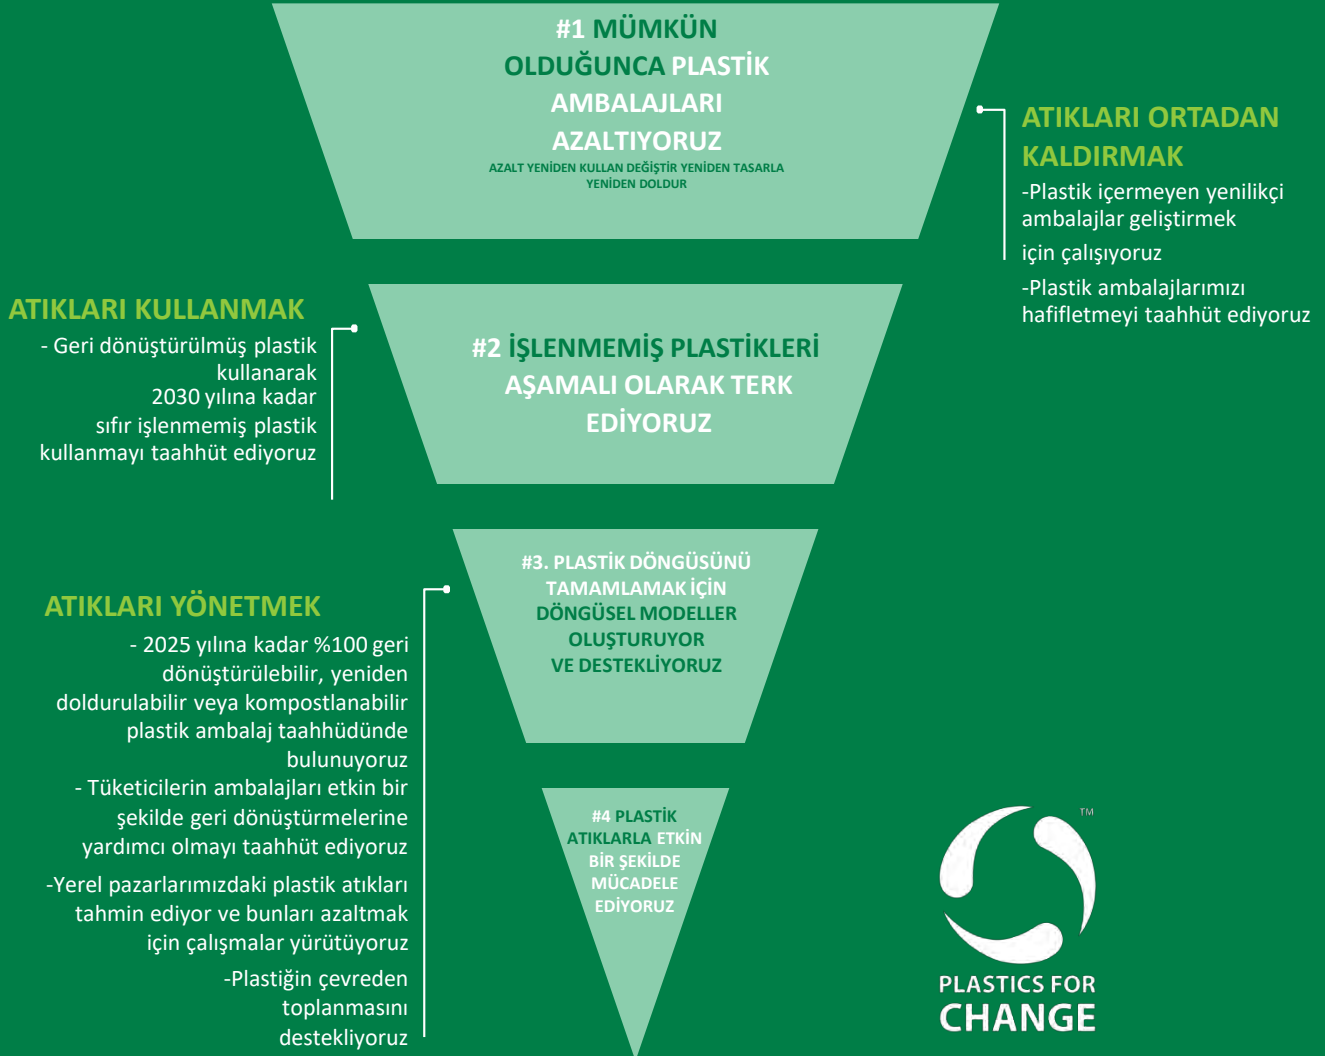 #1 MÜMKÜN
OLDUĞUNCA PLASTİK
AMBALAJLARI
AZALTIYORUZ
AZALT YENİDEN KULLAN DEĞİŞTİR YENİDEN TASARLA
YENİDEN DOLDUR
ATIKLARI ORTADAN
KALDIRMAK
-Plastik içermeyen yenilikçi
ambalajlar geliştirmek
için çalışıyoruz
-Plastik ambalajlarımızı
hafifletmeyi taahhüt ediyoruz
ATIKLARI KULLANMAK
- Geri dönüştürülmüş plastik
kullanarak
2030 yılına kadar
sıfır işlenmemiş plastik
kullanmayı taahhüt ediyoruz
#2 İŞLENMEMİŞ PLASTİKLERİ
AŞAMALI OLARAK TERK
EDİYORUZ
#3. PLASTİK DÖNGÜSÜNÜ
TAMAMLAMAK İÇİN
DÖNGÜSEL MODELLER
OLUŞTURUYOR
VE DESTEKLİYORUZ
ATIKLARI YÖNETMEK
- 2025 yılına kadar %100 geri
dönüştürülebilir, yeniden
doldurulabilir veya kompostlanabilir
plastik ambalaj taahhüdünde
bulunuyoruz
- Tüketicilerin ambalajları etkin bir
şekilde geri dönüştürmelerine
yardımcı olmayı taahhüt ediyoruz
-Yerel pazarlarımızdaki plastik atıkları
tahmin ediyor ve bunları azaltmak
için çalışmalar yürütüyoruz
-Plastiğin çevreden
toplanmasını
destekliyoruz
#4 PLASTİK
ATIKLARLA ETKİN
BİR ŞEKİLDE
MÜCADELE
EDİYORUZ
TM
PLASTICS FOR
CHANGE